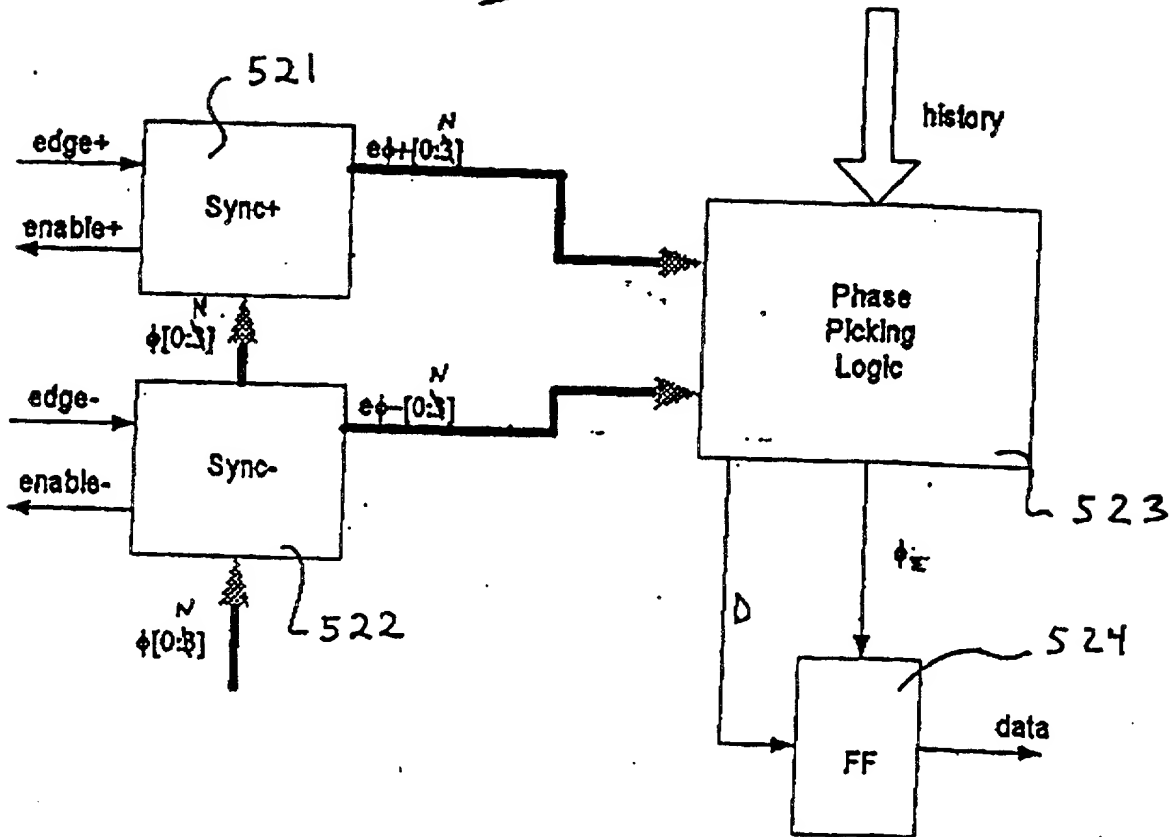 521
edge+
Sync+
enable+
eϕ+[0:3]
N
history
ϕ[0:3]
N
Phase
Picking
Logic
edge-
Sync-
enable-
eϕ-[0:3]
N
523
ϕ[0:3]
N
522
D
524
FF
data